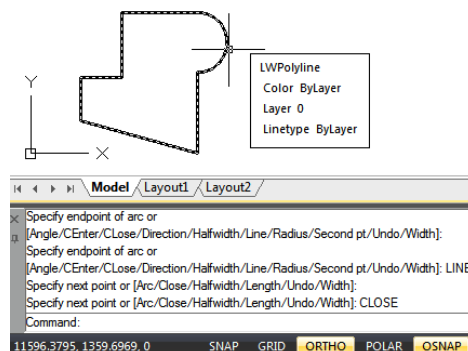 LWPolyline
Color ByLayer
Layer 0
Linetype ByLayer
Y
X
Model Layout1 Layout2
Specify endpoint of arc or
[Angle/CEnter/CLose/Direction/Halfwidth/Line/Radius/Second pt/Undo/Width]:
Specify endpoint of arc or
[Angle/CEnter/CLose/Direction/Halfwidth/Line/Radius/Second pt/Undo/Width]: LINE
Specify next point or [Arc/Close/Halfwidth/Length/Undo/Width]:
Specify next point or [Arc/Close/Halfwidth/Length/Undo/Width]: CLOSE
Command:
11596.3795, 1359.6969, 0 SNAP GRID ORTHO POLAR OSNAP